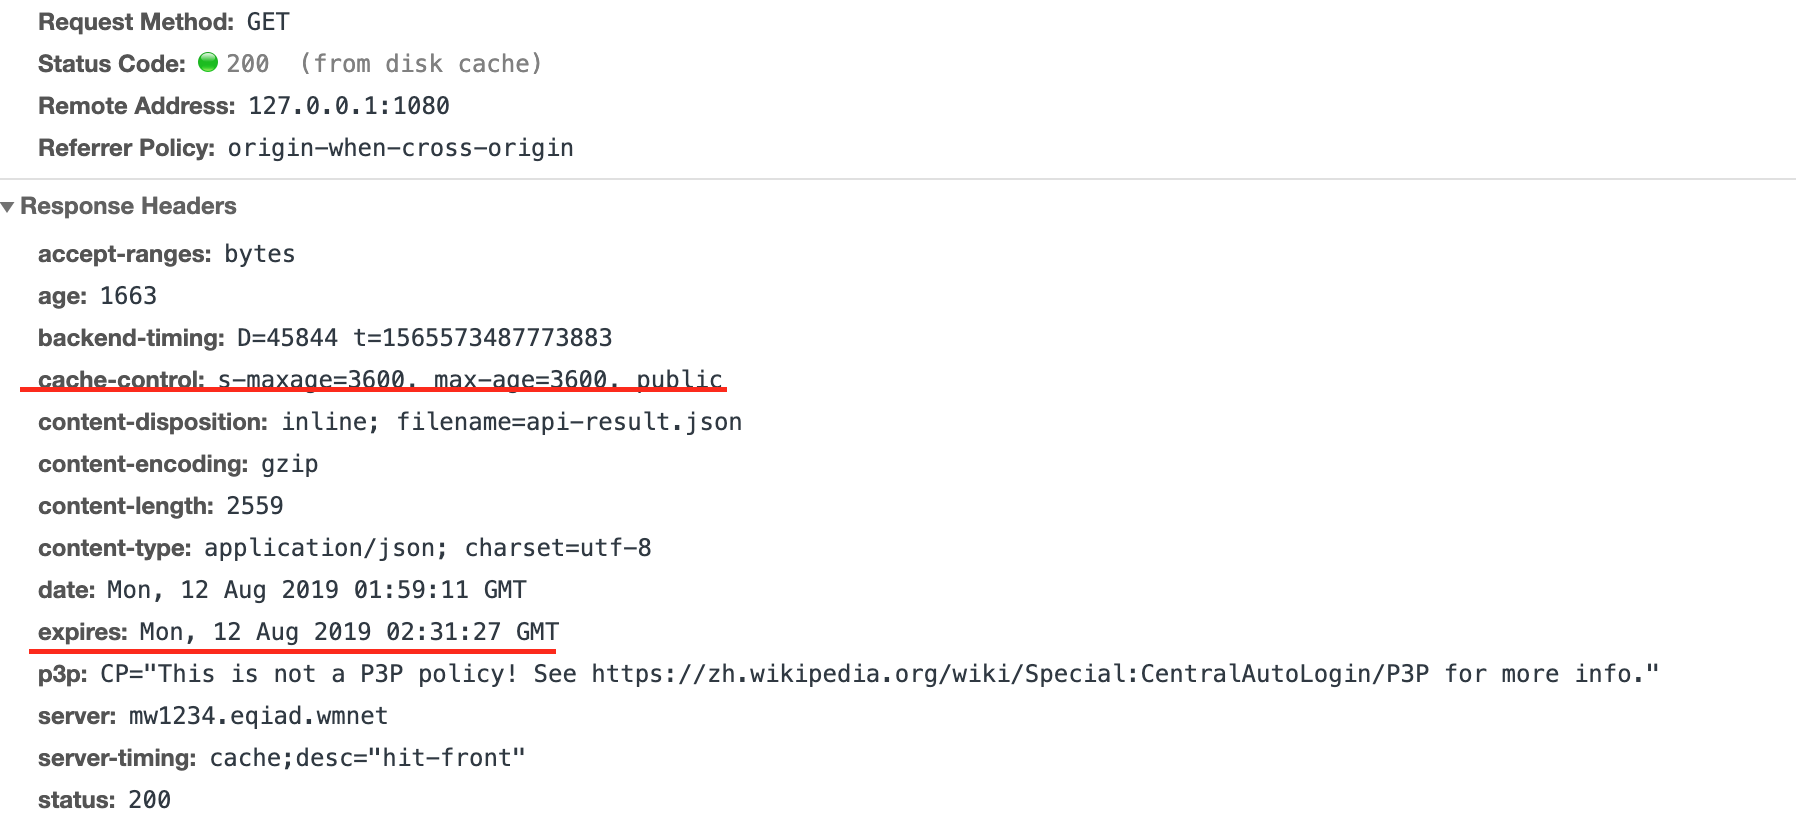 Request Method: GET
Status Code: 200 (from disk cache)
Remote Address: 127.0.0.1:1080
Referrer Policy: origin-when-cross-origin
Response Headers
accept-ranges: bytes
age: 1663
backend-timing: D=45844 t=1565573487773883
cache-control: s-maxage=3600, max-age=3600, public
content-disposition: inline; filename=api-result.json
content-encoding: gzip
content-length: 2559
content-type: application/json; charset=utf-8
date: Mon, 12 Aug 2019 01:59:11 GMT
expires: Mon, 12 Aug 2019 02:31:27 GMT
p3p: CP="This is not a P3P policy! See https://zh.wikipedia.org/wiki/Special:CentralAutoLogin/P3P for more info."
server: mw1234.eqiad.wmnet
server-timing: cache;desc="hit-front"
status: 200